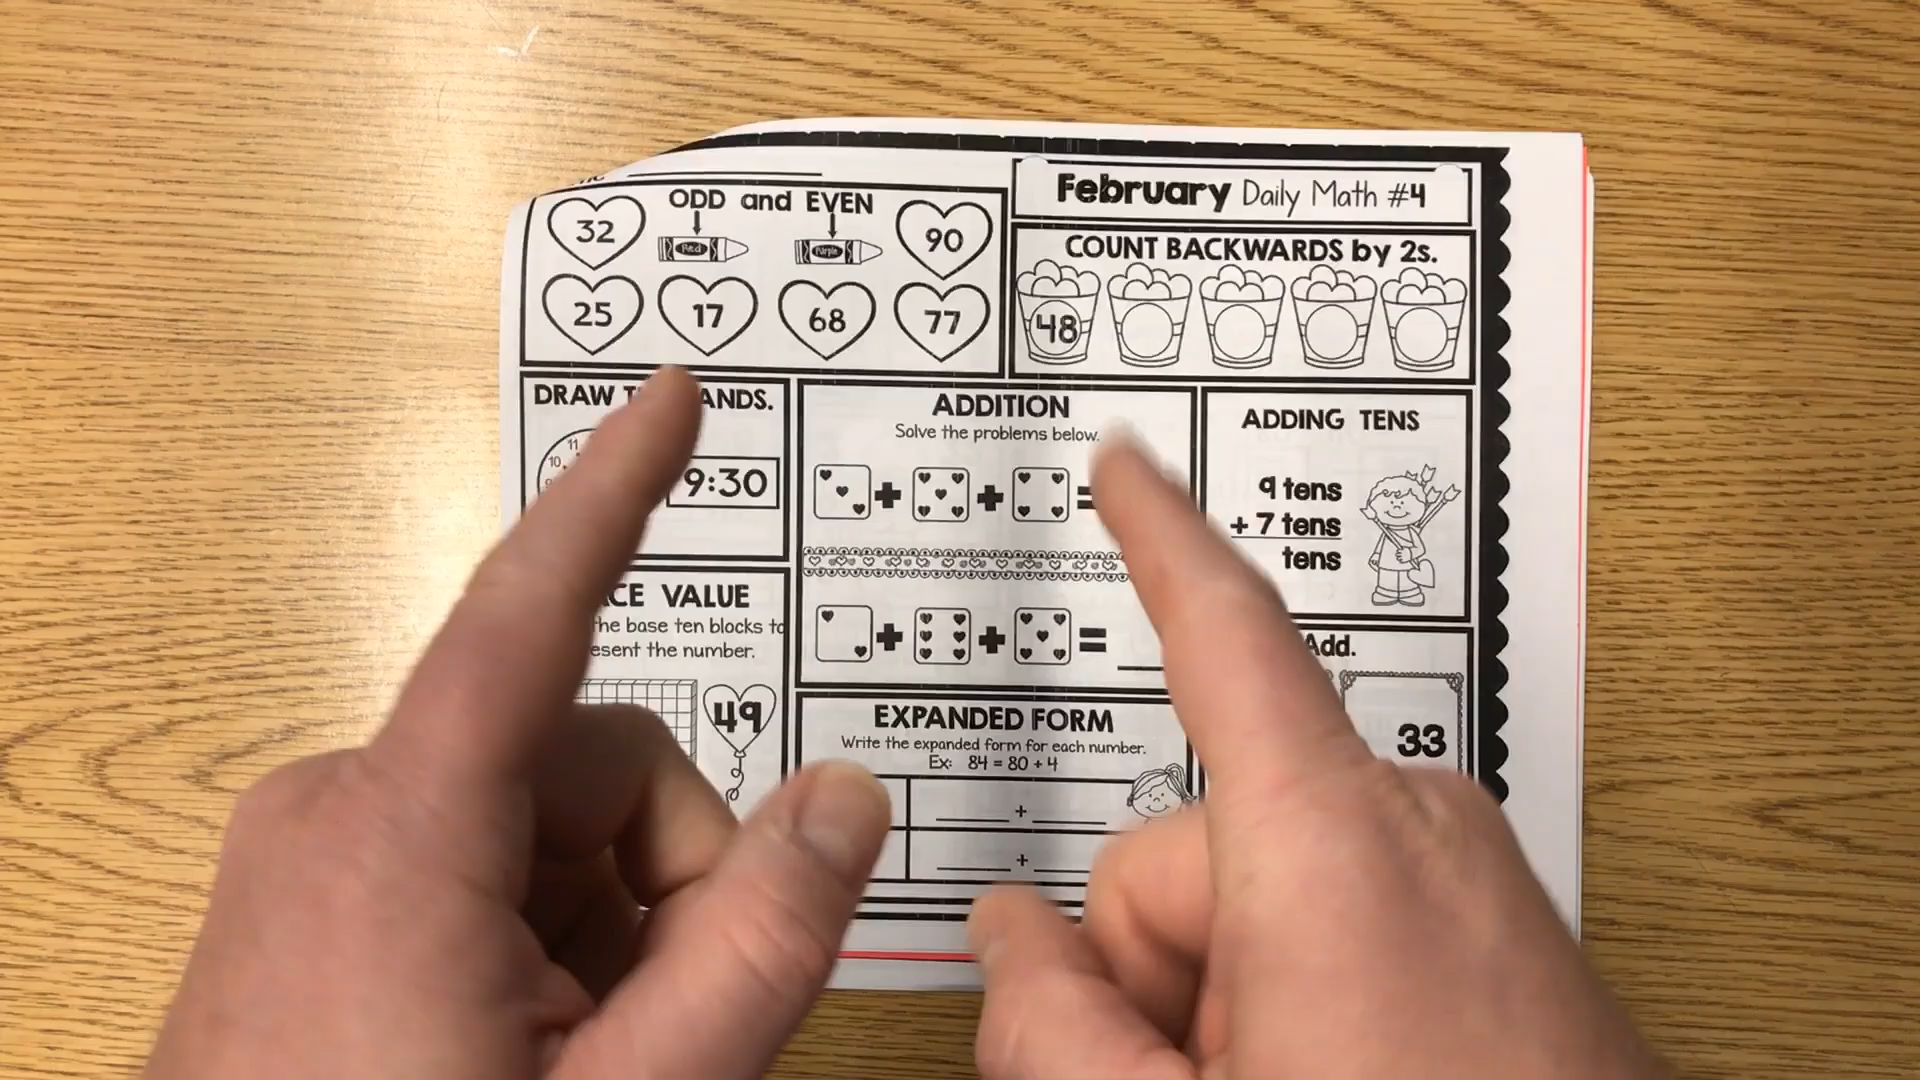 ODD and EVEN
Red
Purple
32
90
25
17
68
77
February Daily Math #4
COUNT BACKWARDS by 2s.
48
DRAW
11
10
9:30
ADDITION
Solve the problems below.
+ + =
+ + =
ADDING TENS
9 tens
+ 7 tens
tens
VALUE
the base ten blocks to
the number.
49
EXPANDED FORM
Write the expanded form for each number.
Ex: 84 = 80 + 4
+
+
Add.
33